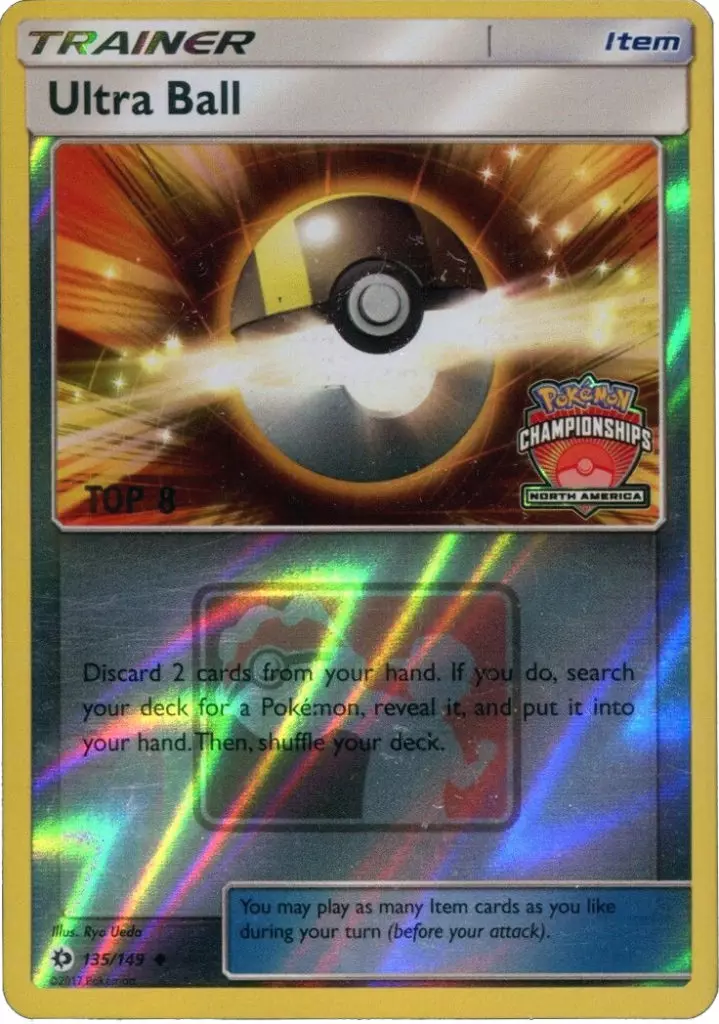 TRAINER
Item
Ultra Ball
Pokémon
CHAMPIONSHIPS
NORTH AMERICA
TOP 8
Discard 2 cards from your hand. If you do, search
your deck for a Pokémon, reveal it, and put it into
your hand. Then, shuffle your deck.
You may play as many Item cards as you like
during your turn (before your attack).
Illus. Ryo Ueda
135/149
©2017 Pokémon